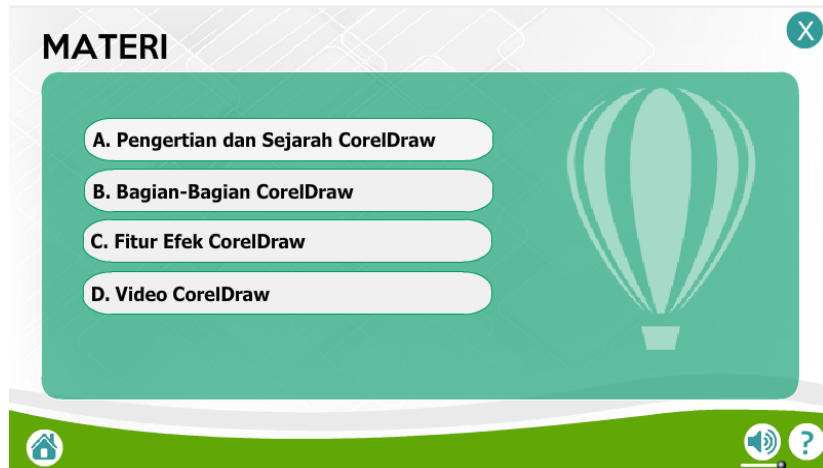 MATERI
X
A. Pengertian dan Sejarah CorelDraw
B. Bagian-Bagian CorelDraw
C. Fitur Efek CorelDraw
D. Video CorelDraw
?